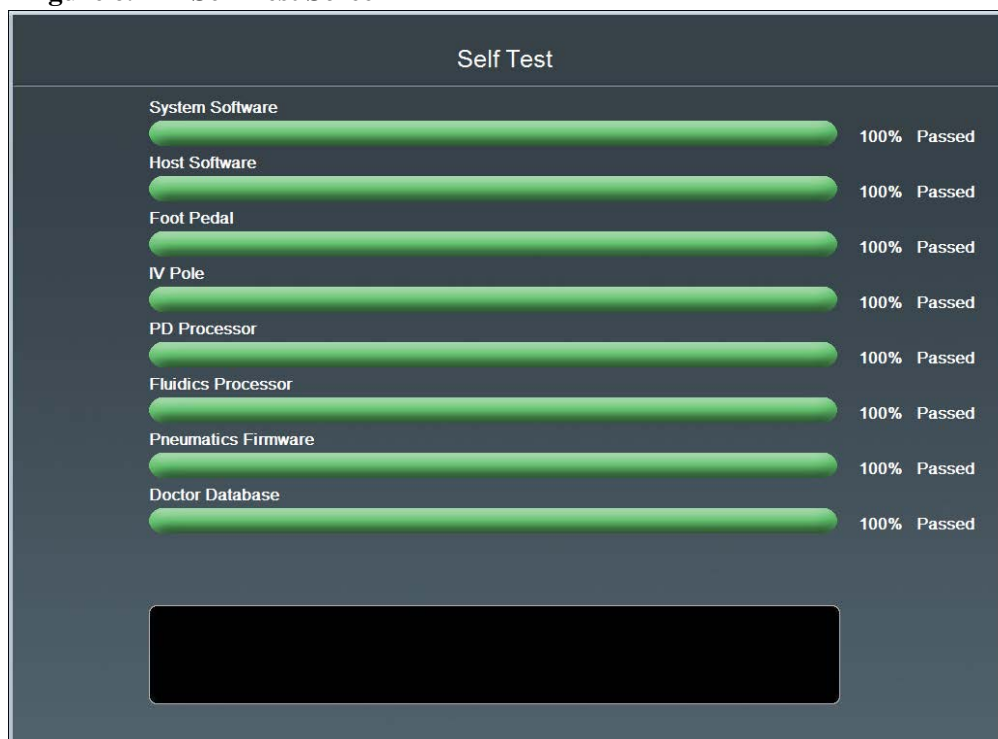 Self Test
System Software
100% Passed
Host Software
100% Passed
Foot Pedal
100% Passed
IV Pole
100% Passed
PD Processor
100% Passed
Fluidics Processor
100% Passed
Pneumatics Firmware
100% Passed
Doctor Database
100% Passed